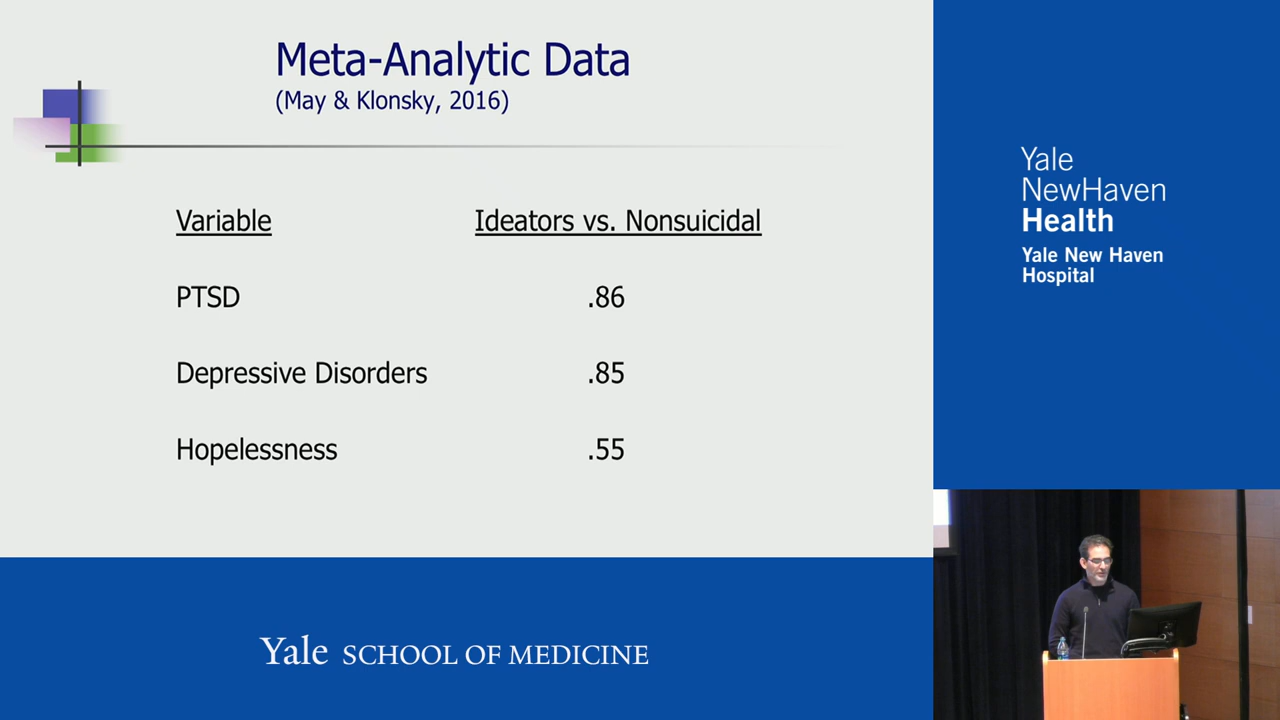 Meta-Analytic Data
(May & Klonsky, 2016)
Variable Ideators vs. Nonsuicidal
PTSD .86
Depressive Disorders .85
Hopelessness .55
Yale SCHOOL OF MEDICINE
Yale
NewHaven
Health
Yale New Haven
Hospital